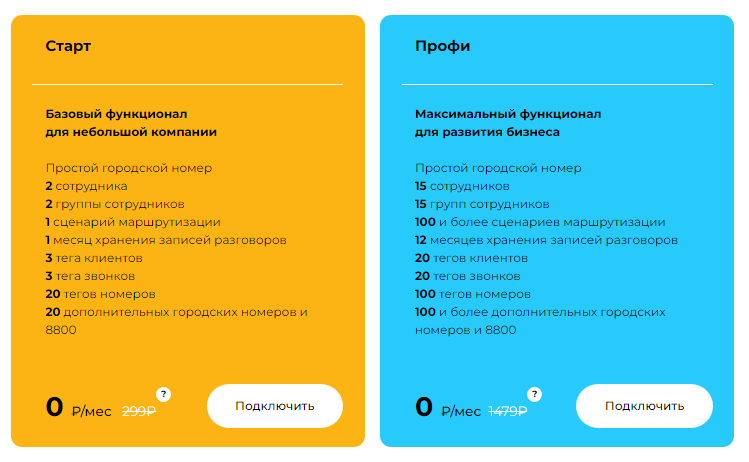 Старт
Базовый функционал
для небольшой компании
Простой городской номер
2 сотрудника
2 группы сотрудников
1 сценарий маршрутизации
1 месяц хранения записей разговоров
3 тега клиентов
3 тега звонков
20 тегов номеров
20 дополнительных городских номеров и
8800
0 ₽/мес 299₽ ?
Подключить
Профи
Максимальный функционал
для развития бизнеса
Простой городской номер
15 сотрудников
15 групп сотрудников
100 и более сценариев маршрутизации
12 месяцев хранения записей разговоров
20 тегов клиентов
20 тегов звонков
100 тегов номеров
100 и более дополнительных городских
номеров и 8800
0 ₽/мес 1479₽ ?
Подключить